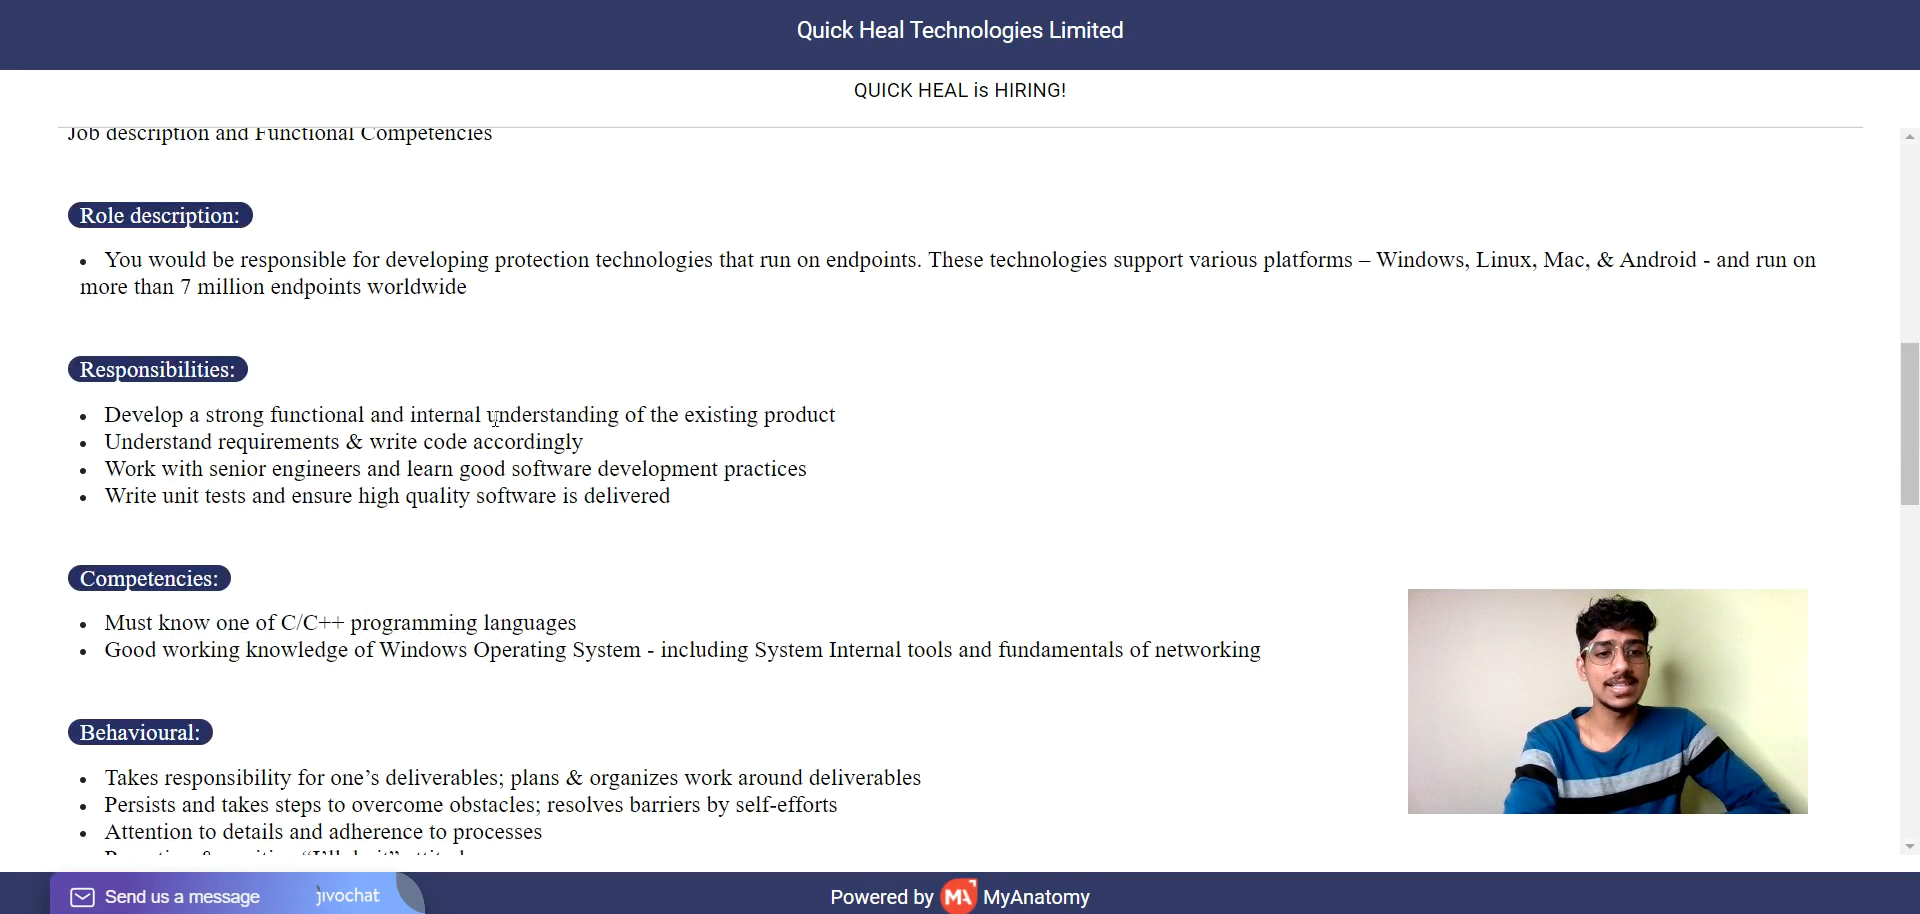 Quick Heal Technologies Limited
QUICK HEAL is HIRING!
Job description and Functional Competencies
Role description:
• You would be responsible for developing protection technologies that run on endpoints. These technologies support various platforms – Windows, Linux, Mac, & Android - and run on
more than 7 million endpoints worldwide
Responsibilities:
• Develop a strong functional and internal understanding of the existing product
• Understand requirements & write code accordingly
• Work with senior engineers and learn good software development practices
• Write unit tests and ensure high quality software is delivered
Competencies:
• Must know one of C/C++ programming languages
• Good working knowledge of Windows Operating System - including System Internal tools and fundamentals of networking
Behavioural:
• Takes responsibility for one’s deliverables; plans & organizes work around deliverables
• Persists and takes steps to overcome obstacles; resolves barriers by self-efforts
• Attention to details and adherence to processes
Send us a message
jivochat
Powered by MA MyAnatomy